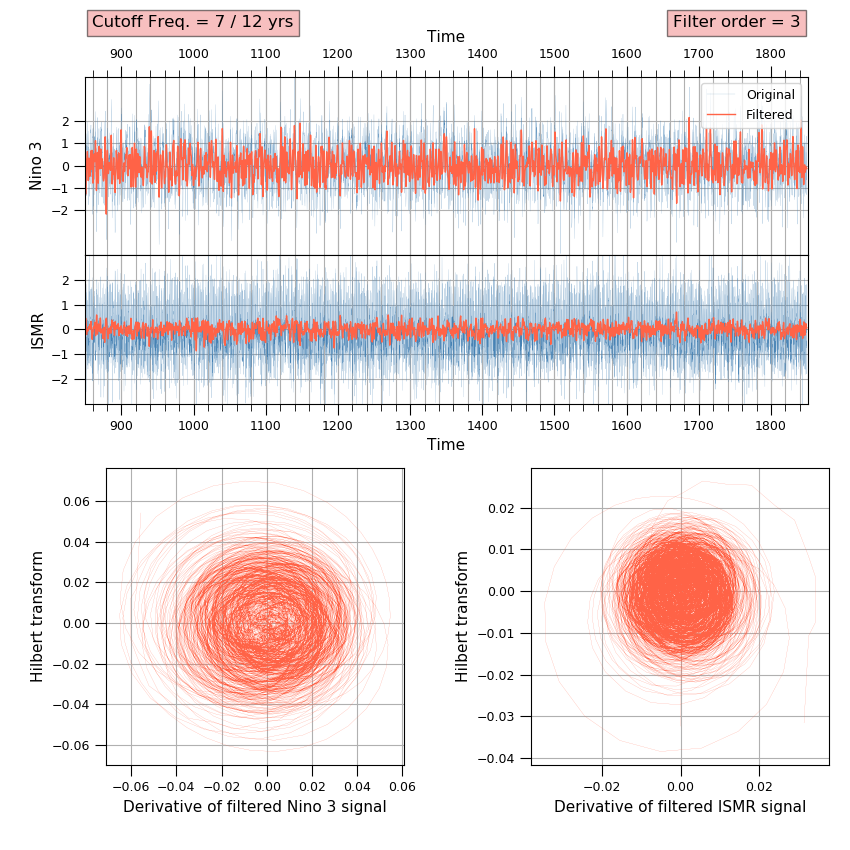 Cutoff Freq. = 7 / 12 yrs
Filter order = 3
Time
900 1000 1100 1200 1300 1400 1500 1600 1700 1800
Original
Filtered
Nino 3
2
1
0
−1
−2
ISMR
2
1
0
−1
−2
900 1000 1100 1200 1300 1400 1500 1600 1700 1800
Time
Hilbert transform
0.06
0.04
0.02
0.00
−0.02
−0.04
−0.06
−0.06 −0.04 −0.02 0.00 0.02 0.04 0.06
Derivative of filtered Nino 3 signal
Hilbert transform
0.02
0.01
0.00
−0.01
−0.02
−0.03
−0.04
−0.02 0.00 0.02
Derivative of filtered ISMR signal